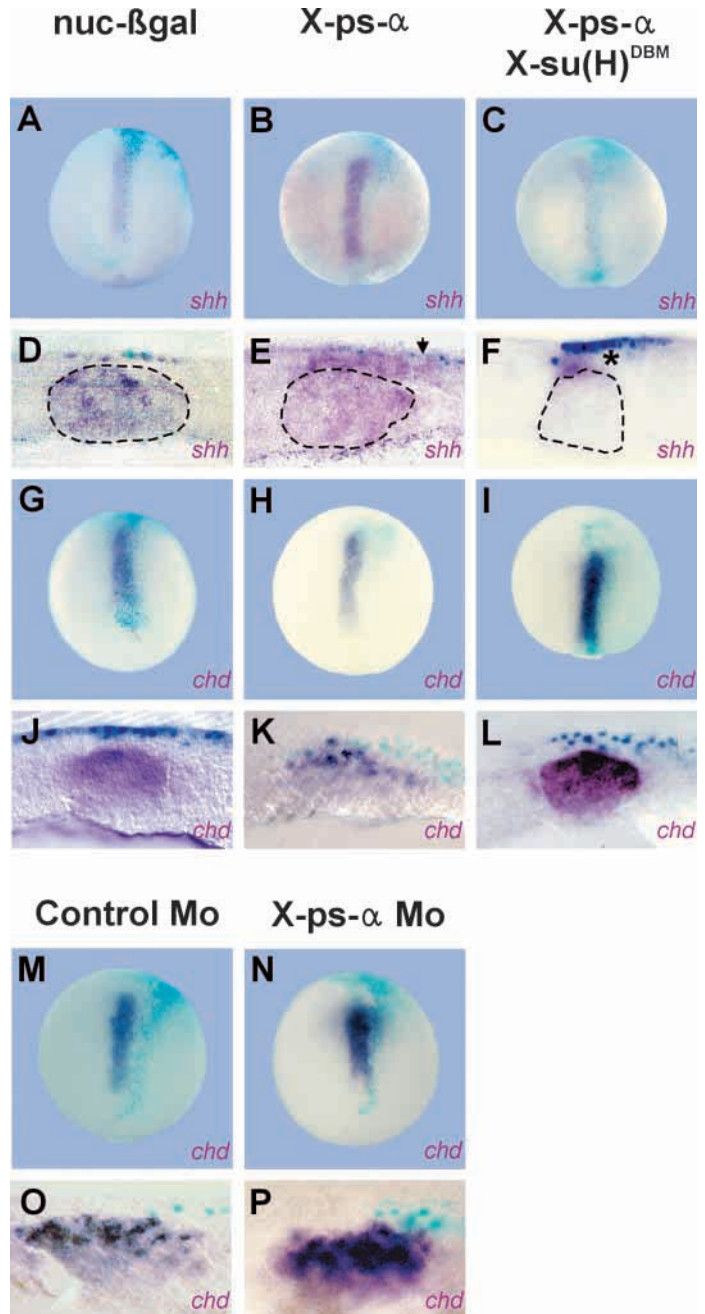 nuc-ßgal X-ps-α X-ps-α
X-su(H)DBM
A B C
shh shh shh
D E F
*
shh shh shh
G H I
chd chd chd
J K L
chd chd chd
Control Mo X-ps-α Mo
M N
chd chd
O P
chd chd